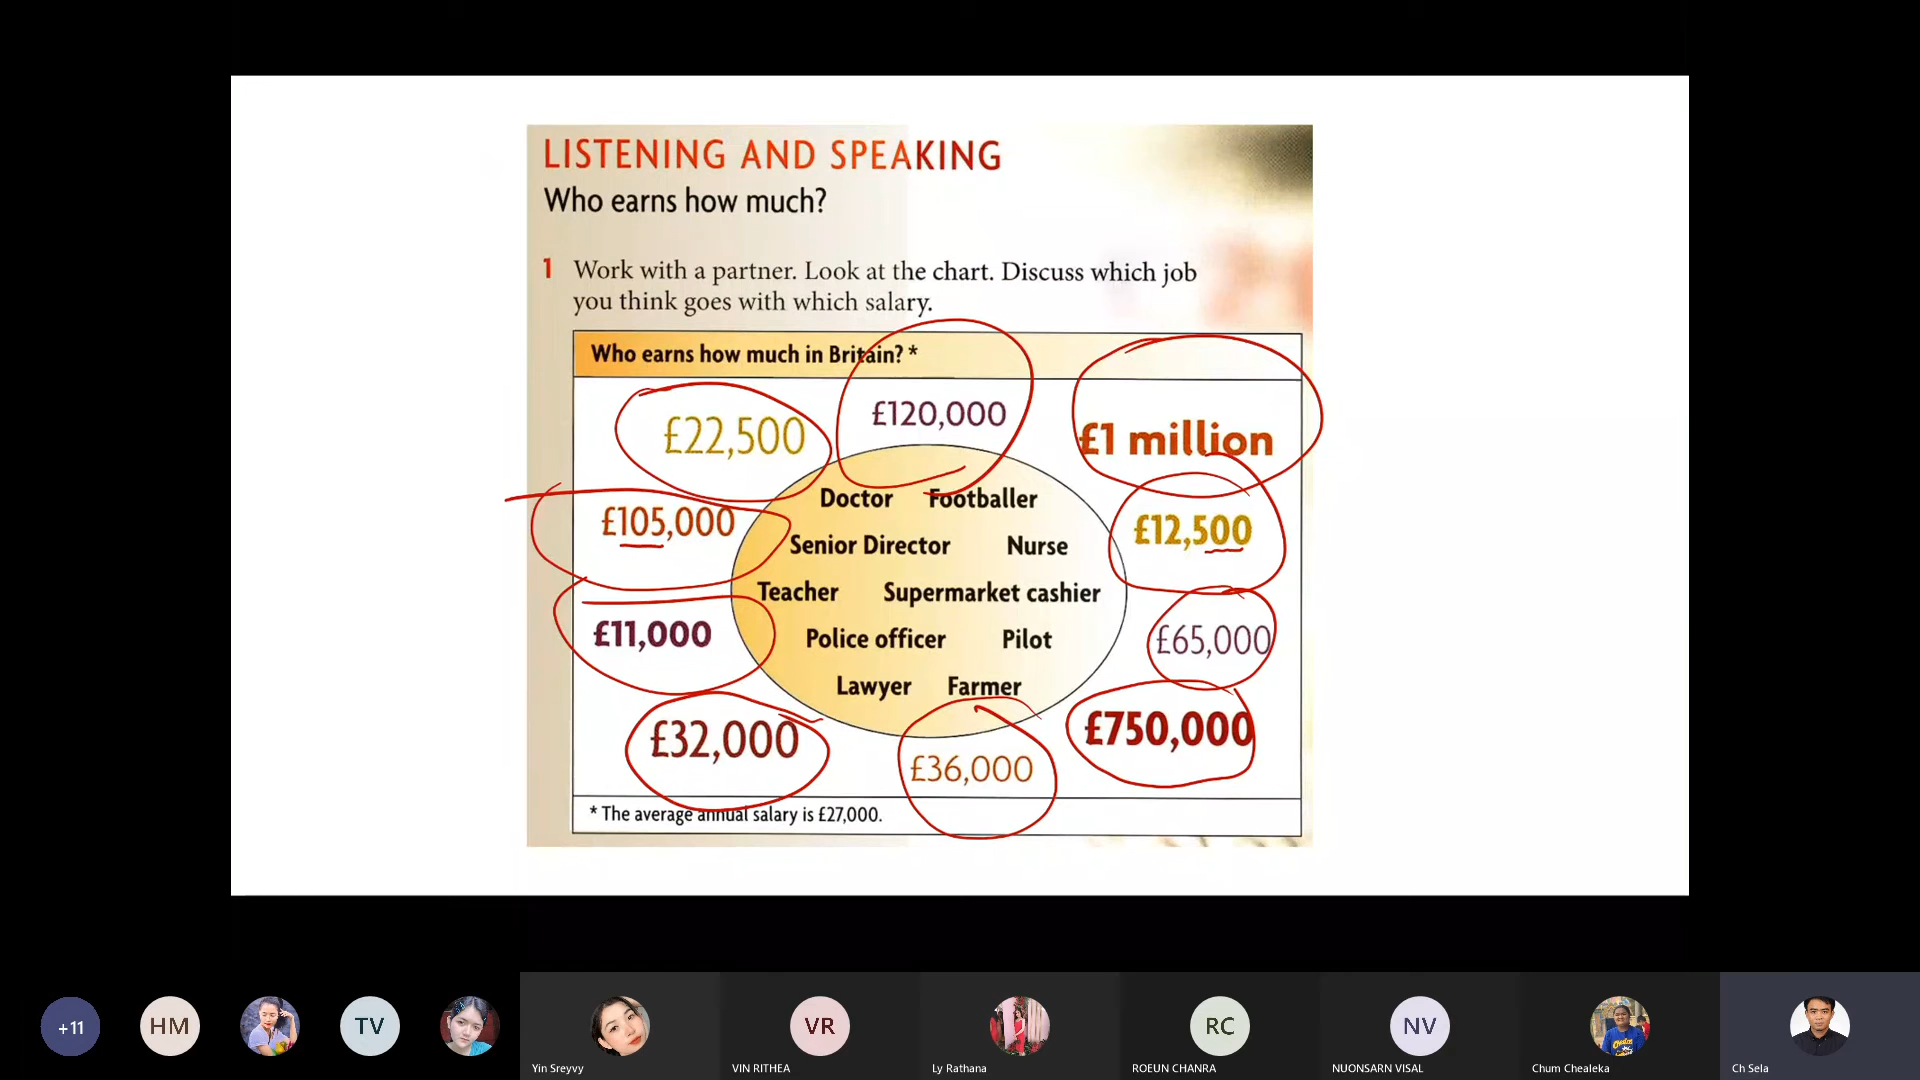 LISTENING AND SPEAKING
Who earns how much?
1 Work with a partner. Look at the chart. Discuss which job
you think goes with which salary.
Who earns how much in Britain? *
£22,500 £120,000 £1 million
£105,000 £12,500
Doctor Footballer
Senior Director Nurse
Teacher Supermarket cashier
Police officer Pilot
Lawyer Farmer
£11,000 £65,000
£32,000 £36,000 £750,000
* The average annual salary is £27,000.
+11 HM TV VR RC NV
Yin Sreyvy VIN RITHEA Ly Rathana ROEUN CHANRA NUONSARN VISAL Chum Chealeka Ch Sela